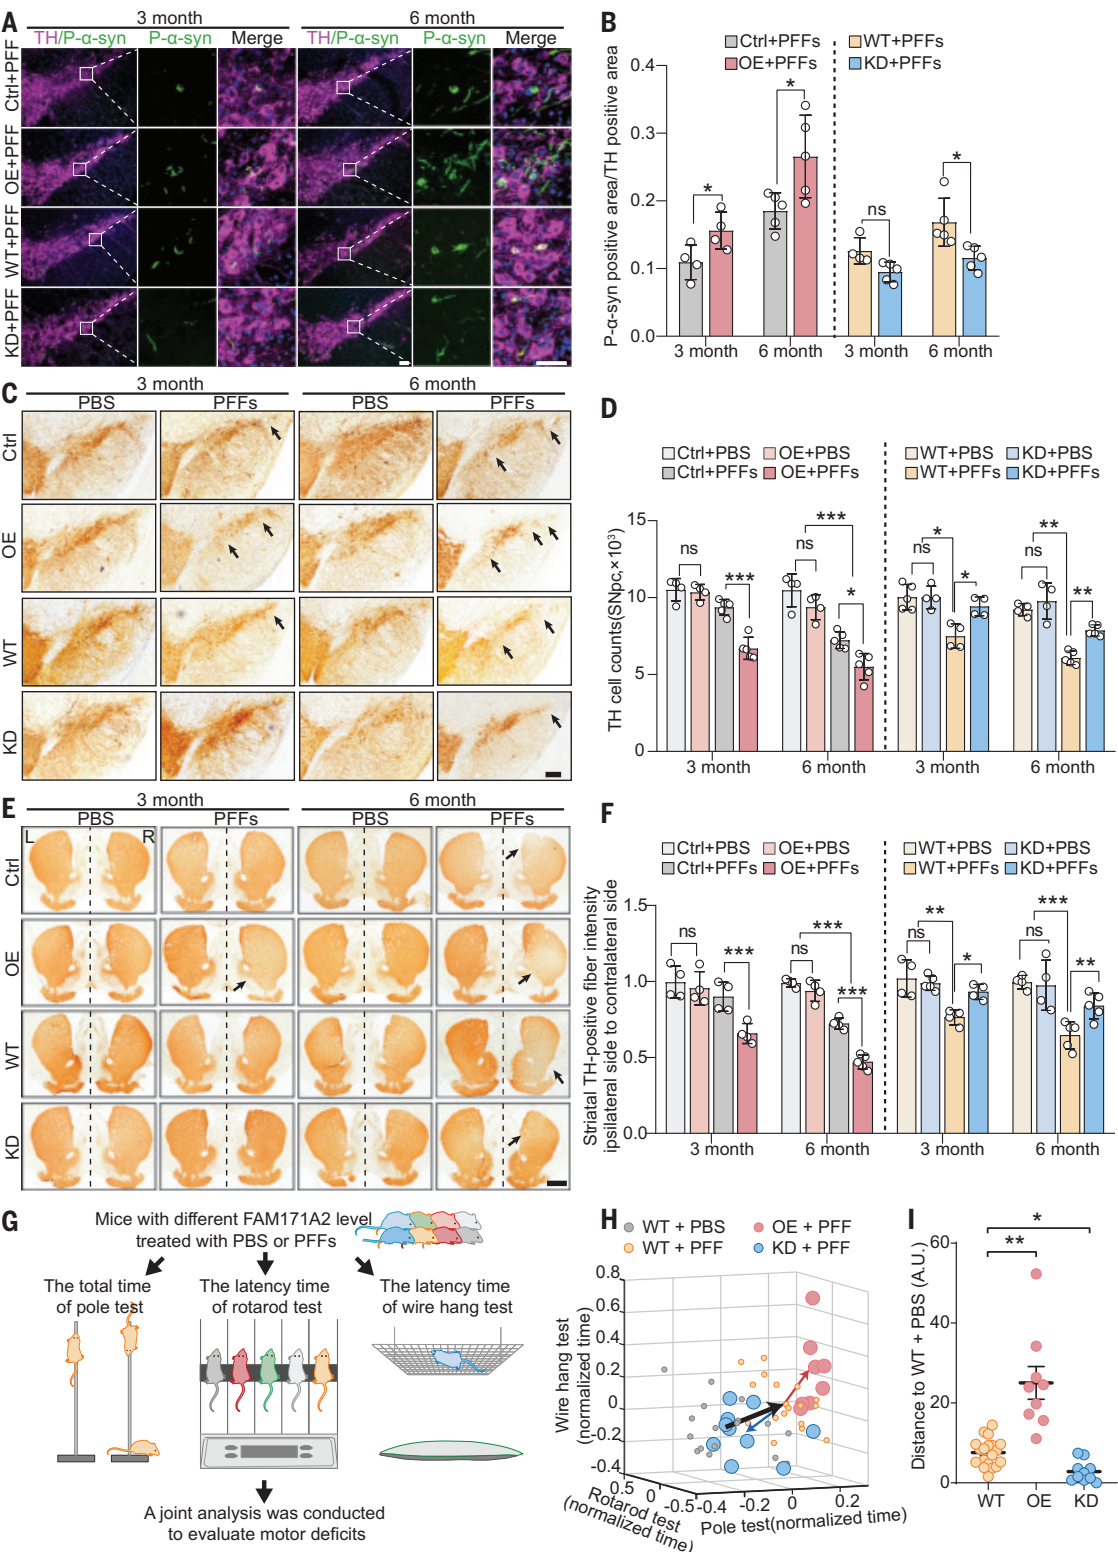 A
3 month
6 month
TH/P-α-syn
P-α-syn
Merge
TH/P-α-syn
P-α-syn
Merge
Ctrl+PFF
OE+PFF
WT+PFF
KD+PFF
B
Ctrl+PFFs
OE+PFFs
WT+PFFs
KD+PFFs
P-α-syn positive area/TH positive area
0.4
0.3
0.2
0.1
0.0
*
*
ns
*
3 month
6 month
3 month
6 month
C
3 month
6 month
PBS
PFFs
PBS
PFFs
Ctrl
OE
WT
KD
D
Ctrl+PBS
OE+PBS
Ctrl+PFFs
OE+PFFs
WT+PBS
KD+PBS
WT+PFFs
KD+PFFs
TH cell counts(SNpc,×10³)
15
10
5
0
ns
***
***
ns
*
*
ns
*
**
ns
**
3 month
6 month
3 month
6 month
E
3 month
6 month
PBS
PFFs
PBS
PFFs
L
R
Ctrl
OE
WT
KD
F
Ctrl+PBS
OE+PBS
Ctrl+PFFs
OE+PFFs
WT+PBS
KD+PBS
WT+PFFs
KD+PFFs
Striatal TH-positive fiber intensity
ipsilateral side to contralateral side
1.5
1.0
0.5
0.0
ns
***
***
ns
***
**
ns
*
***
ns
**
3 month
6 month
3 month
6 month
G
Mice with different FAM171A2 level
treated with PBS or PFFs
The total time
of pole test
The latency time
of rotarod test
The latency time
of wire hang test
A joint analysis was conducted
to evaluate motor deficits
H
WT + PBS
OE + PFF
WT + PFF
KD + PFF
Wire hang test
(normalized time)
0.8
0.6
0.4
0.2
0
-0.2
-0.4
0.5
0
-0.5
Rotarod test
(normalized time)
-0.4
-0.2
0
0.2
Pole test(normalized time)
I
Distance to WT + PBS (A.U.)
60
40
20
0
*
**
WT
OE
KD